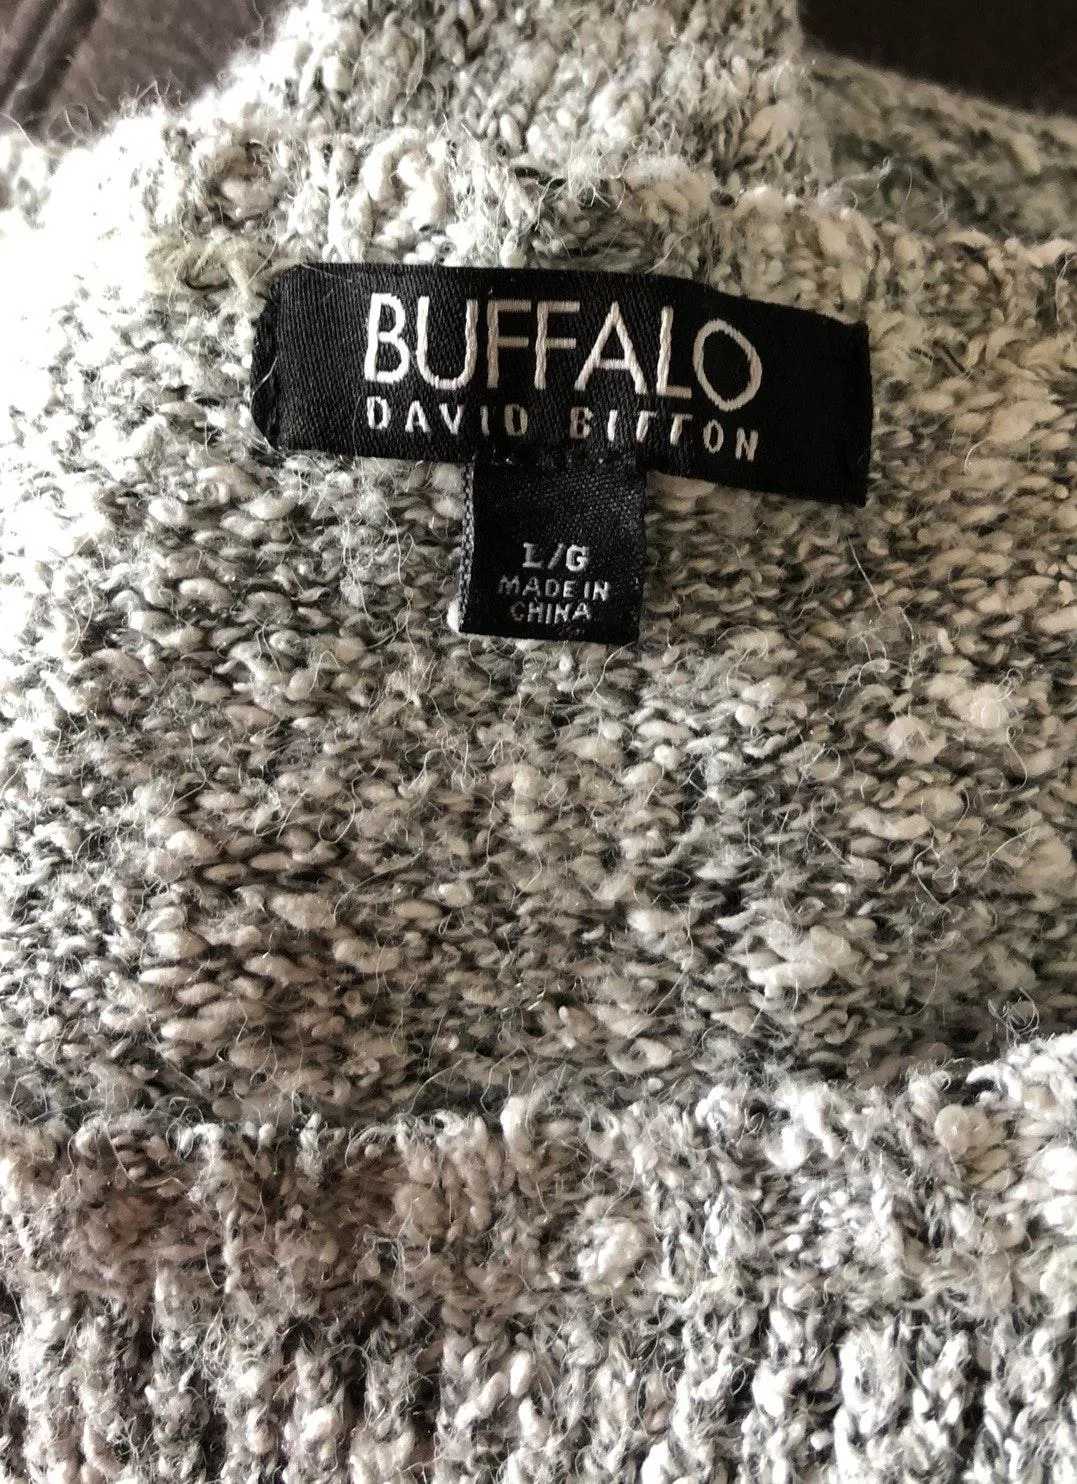 BUFFALO
DAVID BITTON
L/G
MADE IN
CHINA